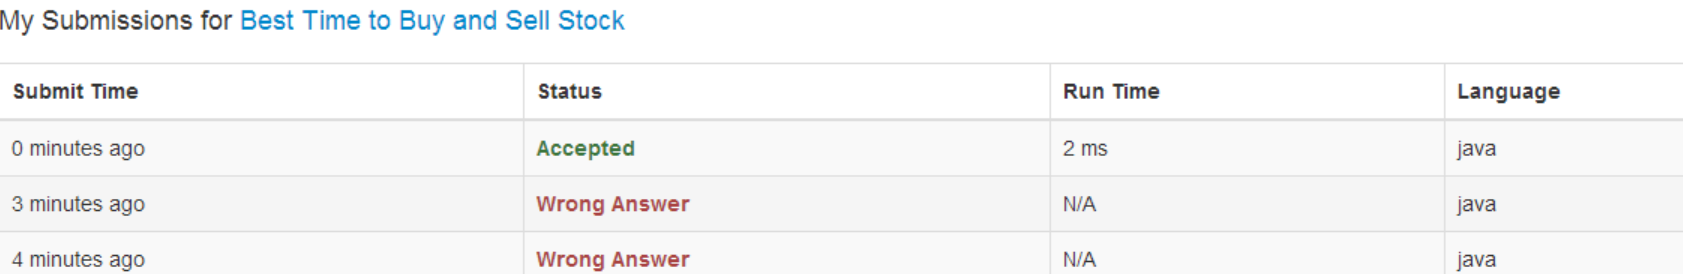 My Submissions for Best Time to Buy and Sell Stock
Submit Time Status Run Time Language
0 minutes ago Accepted 2 ms java
3 minutes ago Wrong Answer N/A java
4 minutes ago Wrong Answer N/A java